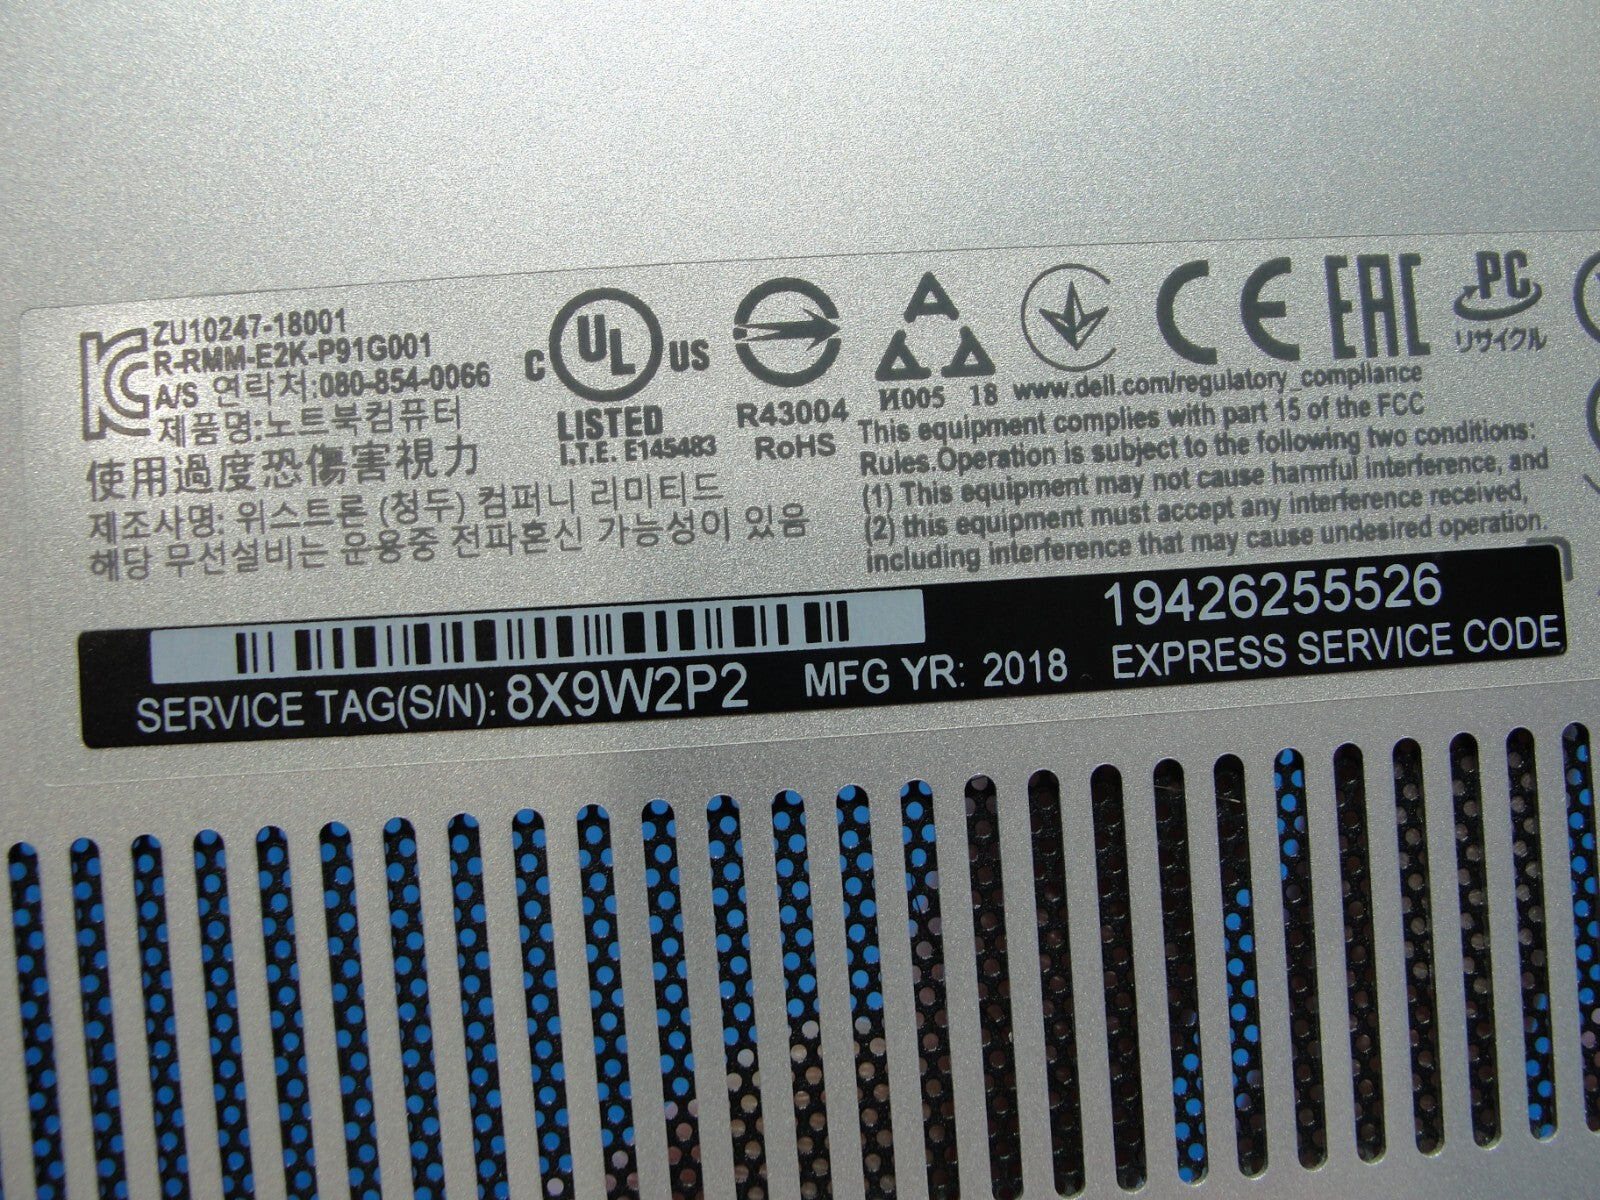 ZU10247-18001
R-RMM-E2K-P91G001
A/S 연락처:080-854-0066
제품명:노트북컴퓨터
使用過度恐傷害視力
제조사명: 위스트론 (청두) 컴퍼니 리미티드
해당 무선설비는 운용중 전파혼신 가능성이 있음
C UL US
LISTED
I.T.E. E145483
R43004
RoHS
И005 18
CE EAC
PC
リサイクル
www.dell.com/regulatory_compliance
This equipment complies with part 15 of the FCC
Rules.Operation is subject to the following two conditions:
(1) This equipment may not cause harmful interference, and
(2) this equipment must accept any interference received,
including interference that may cause undesired operation.
SERVICE TAG(S/N): 8X9W2P2 MFG YR: 2018
19426255526
EXPRESS SERVICE CODE